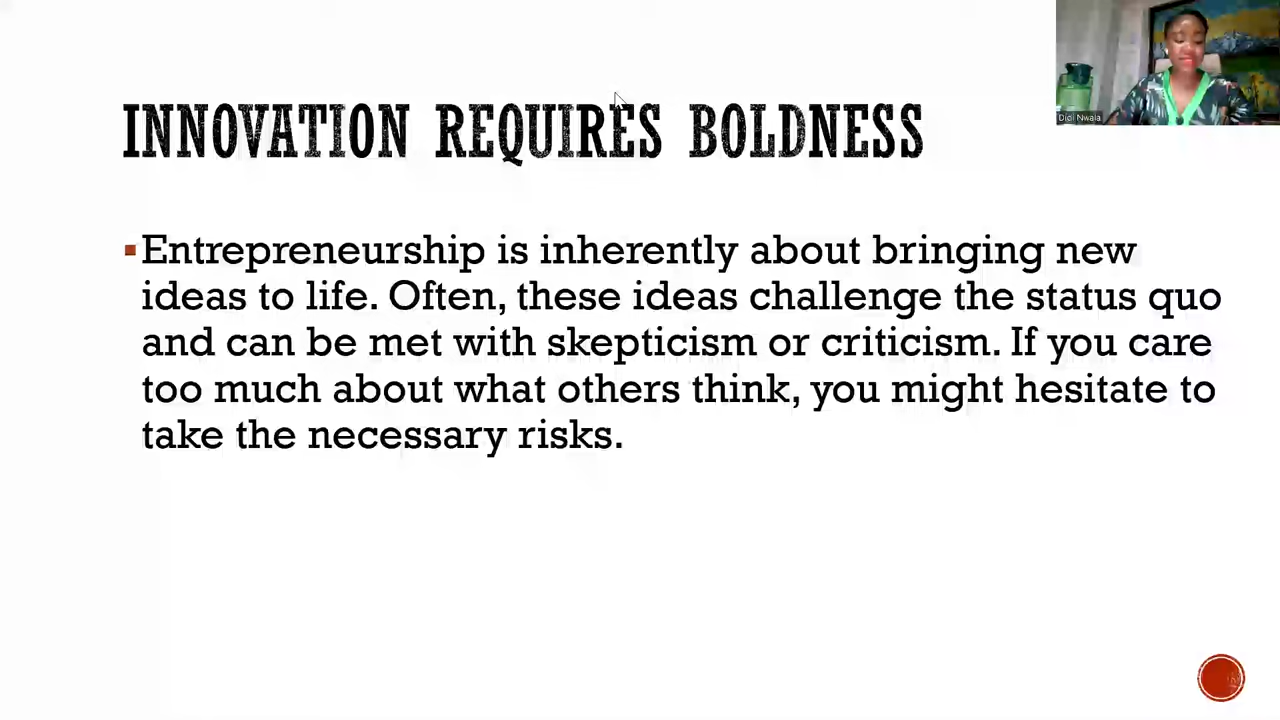 INNOVATION REQUIRES BOLDNESS
Didi Nwala
▪Entrepreneurship is inherently about bringing new
ideas to life. Often, these ideas challenge the status quo
and can be met with skepticism or criticism. If you care
too much about what others think, you might hesitate to
take the necessary risks.